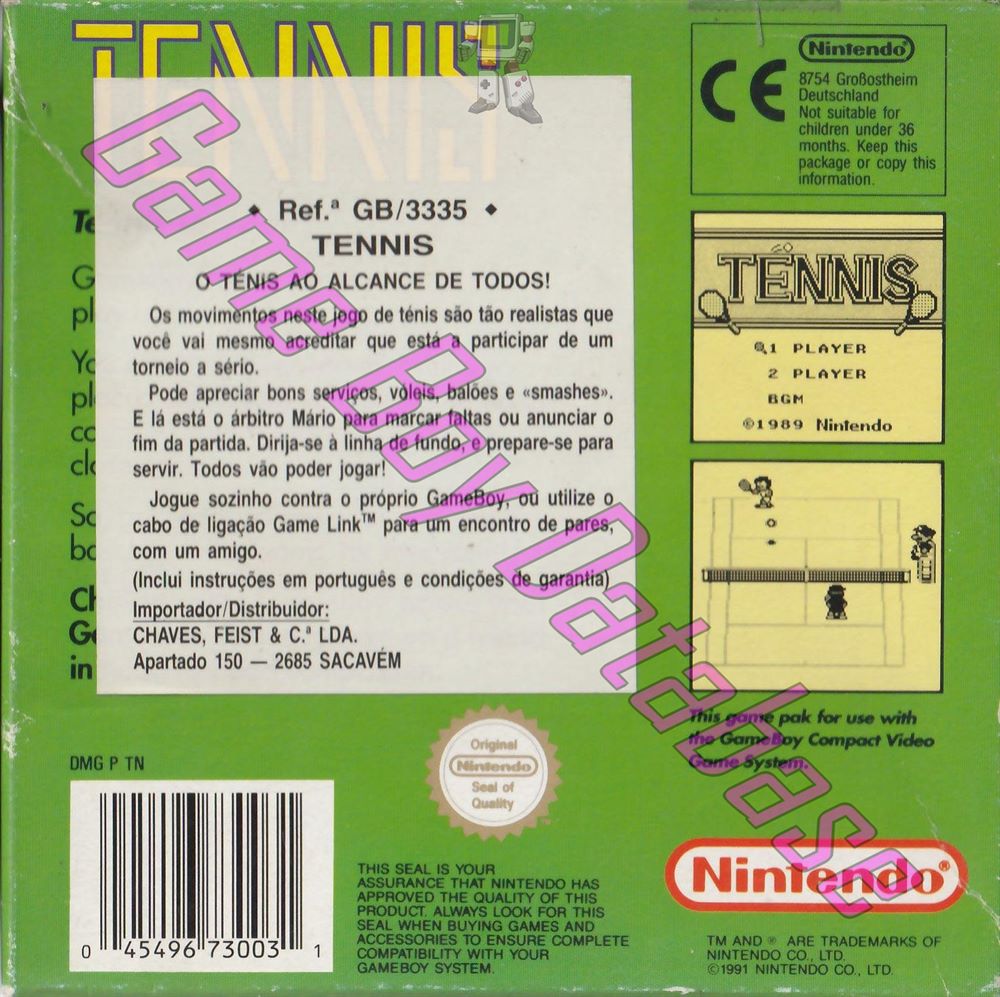 TENNIS
Nintendo
CE
8754 Großostheim
Deutschland
Not suitable for
children under 36
months. Keep this
package or copy this
information.
♦ Ref.ª GB/3335 ♦
TENNIS
O TÉNIS AO ALCANCE DE TODOS!
Os movimentos neste jogo de ténis são tão realistas que
você vai mesmo acreditar que está a participar de um
torneio a sério.
Pode apreciar bons serviços, vóleis, balões e «smashes».
E lá está o árbitro Mário para marcar faltas ou anunciar o
fim da partida. Dirija-se à linha de fundo, e prepare-se para
servir. Todos vão poder jogar!
Jogue sozinho contra o próprio GameBoy, ou utilize o
cabo de ligação Game Link™ para um encontro de pares,
com um amigo.
(Inclui instruções em português e condições de garantia)
Importador/Distribuidor:
CHAVES, FEIST & C.ª LDA.
Apartado 150 — 2685 SACAVÉM
TENNIS
1 PLAYER
2 PLAYER
BGM
©1989 Nintendo
This game pak for use with
the GameBoy Compact Video
Game System.
Game Boy Database
in
DMG P TN
0 45496 73003 1
Original
Nintendo
Seal of
Quality
THIS SEAL IS YOUR
ASSURANCE THAT NINTENDO HAS
APPROVED THE QUALITY OF THIS
PRODUCT. ALWAYS LOOK FOR THIS
SEAL WHEN BUYING GAMES AND
ACCESSORIES TO ENSURE COMPLETE
COMPATIBILITY WITH YOUR
GAMEBOY SYSTEM.
Nintendo®
TM AND ® ARE TRADEMARKS OF
NINTENDO CO., LTD.
©1991 NINTENDO CO., LTD.